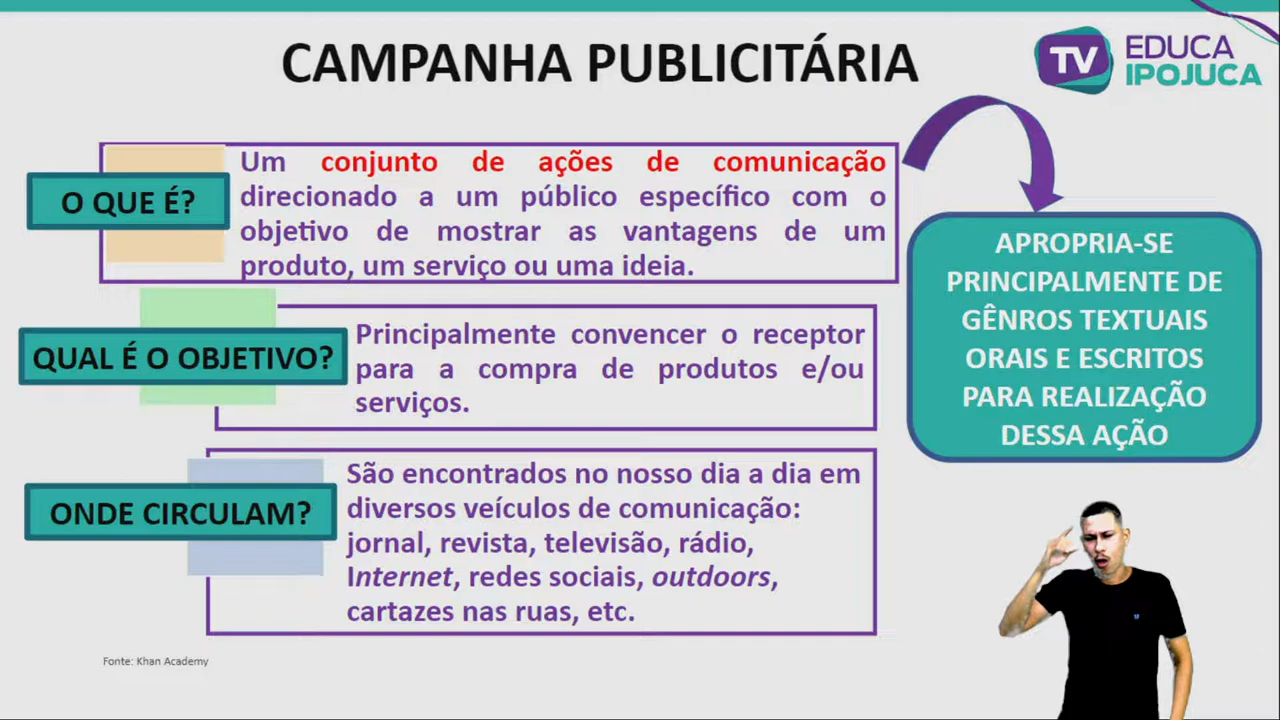 CAMPANHA PUBLICITÁRIA
TV EDUCA
IPOJUCA
O QUE É?
Um conjunto de ações de comunicação
direcionado a um público específico com o
objetivo de mostrar as vantagens de um
produto, um serviço ou uma ideia.
APROPRIA-SE
PRINCIPALMENTE DE
GÊNROS TEXTUAIS
ORAIS E ESCRITOS
PARA REALIZAÇÃO
DESSA AÇÃO
QUAL É O OBJETIVO?
Principalmente convencer o receptor
para a compra de produtos e/ou
serviços.
ONDE CIRCULAM?
São encontrados no nosso dia a dia em
diversos veículos de comunicação:
jornal, revista, televisão, rádio,
Internet, redes sociais, outdoors,
cartazes nas ruas, etc.
Fonte: Khan Academy